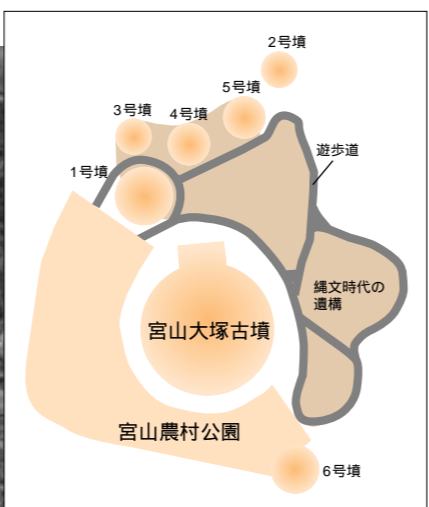 2号墳
5号墳
3号墳
4号墳
遊歩道
1号墳
縄文時代の
遺構
宮山大塚古墳
宮山農村公園
6号墳